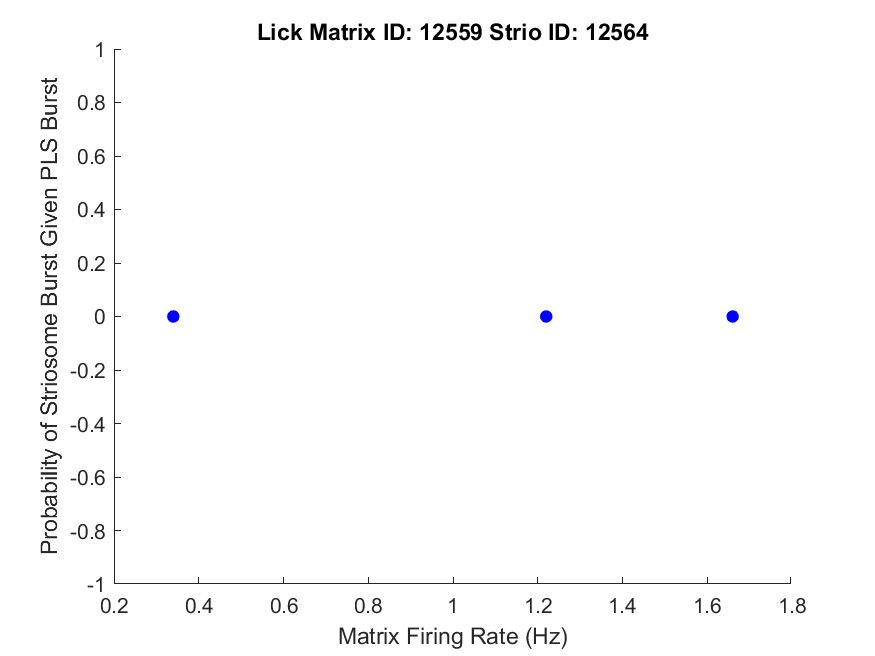 Lick Matrix ID: 12559 Strio ID: 12564
Probability of Striosome Burst Given PLS Burst
1
0.8
0.6
0.4
0.2
0
-0.2
-0.4
-0.6
-0.8
-1
0.2 0.4 0.6 0.8 1 1.2 1.4 1.6 1.8
Matrix Firing Rate (Hz)